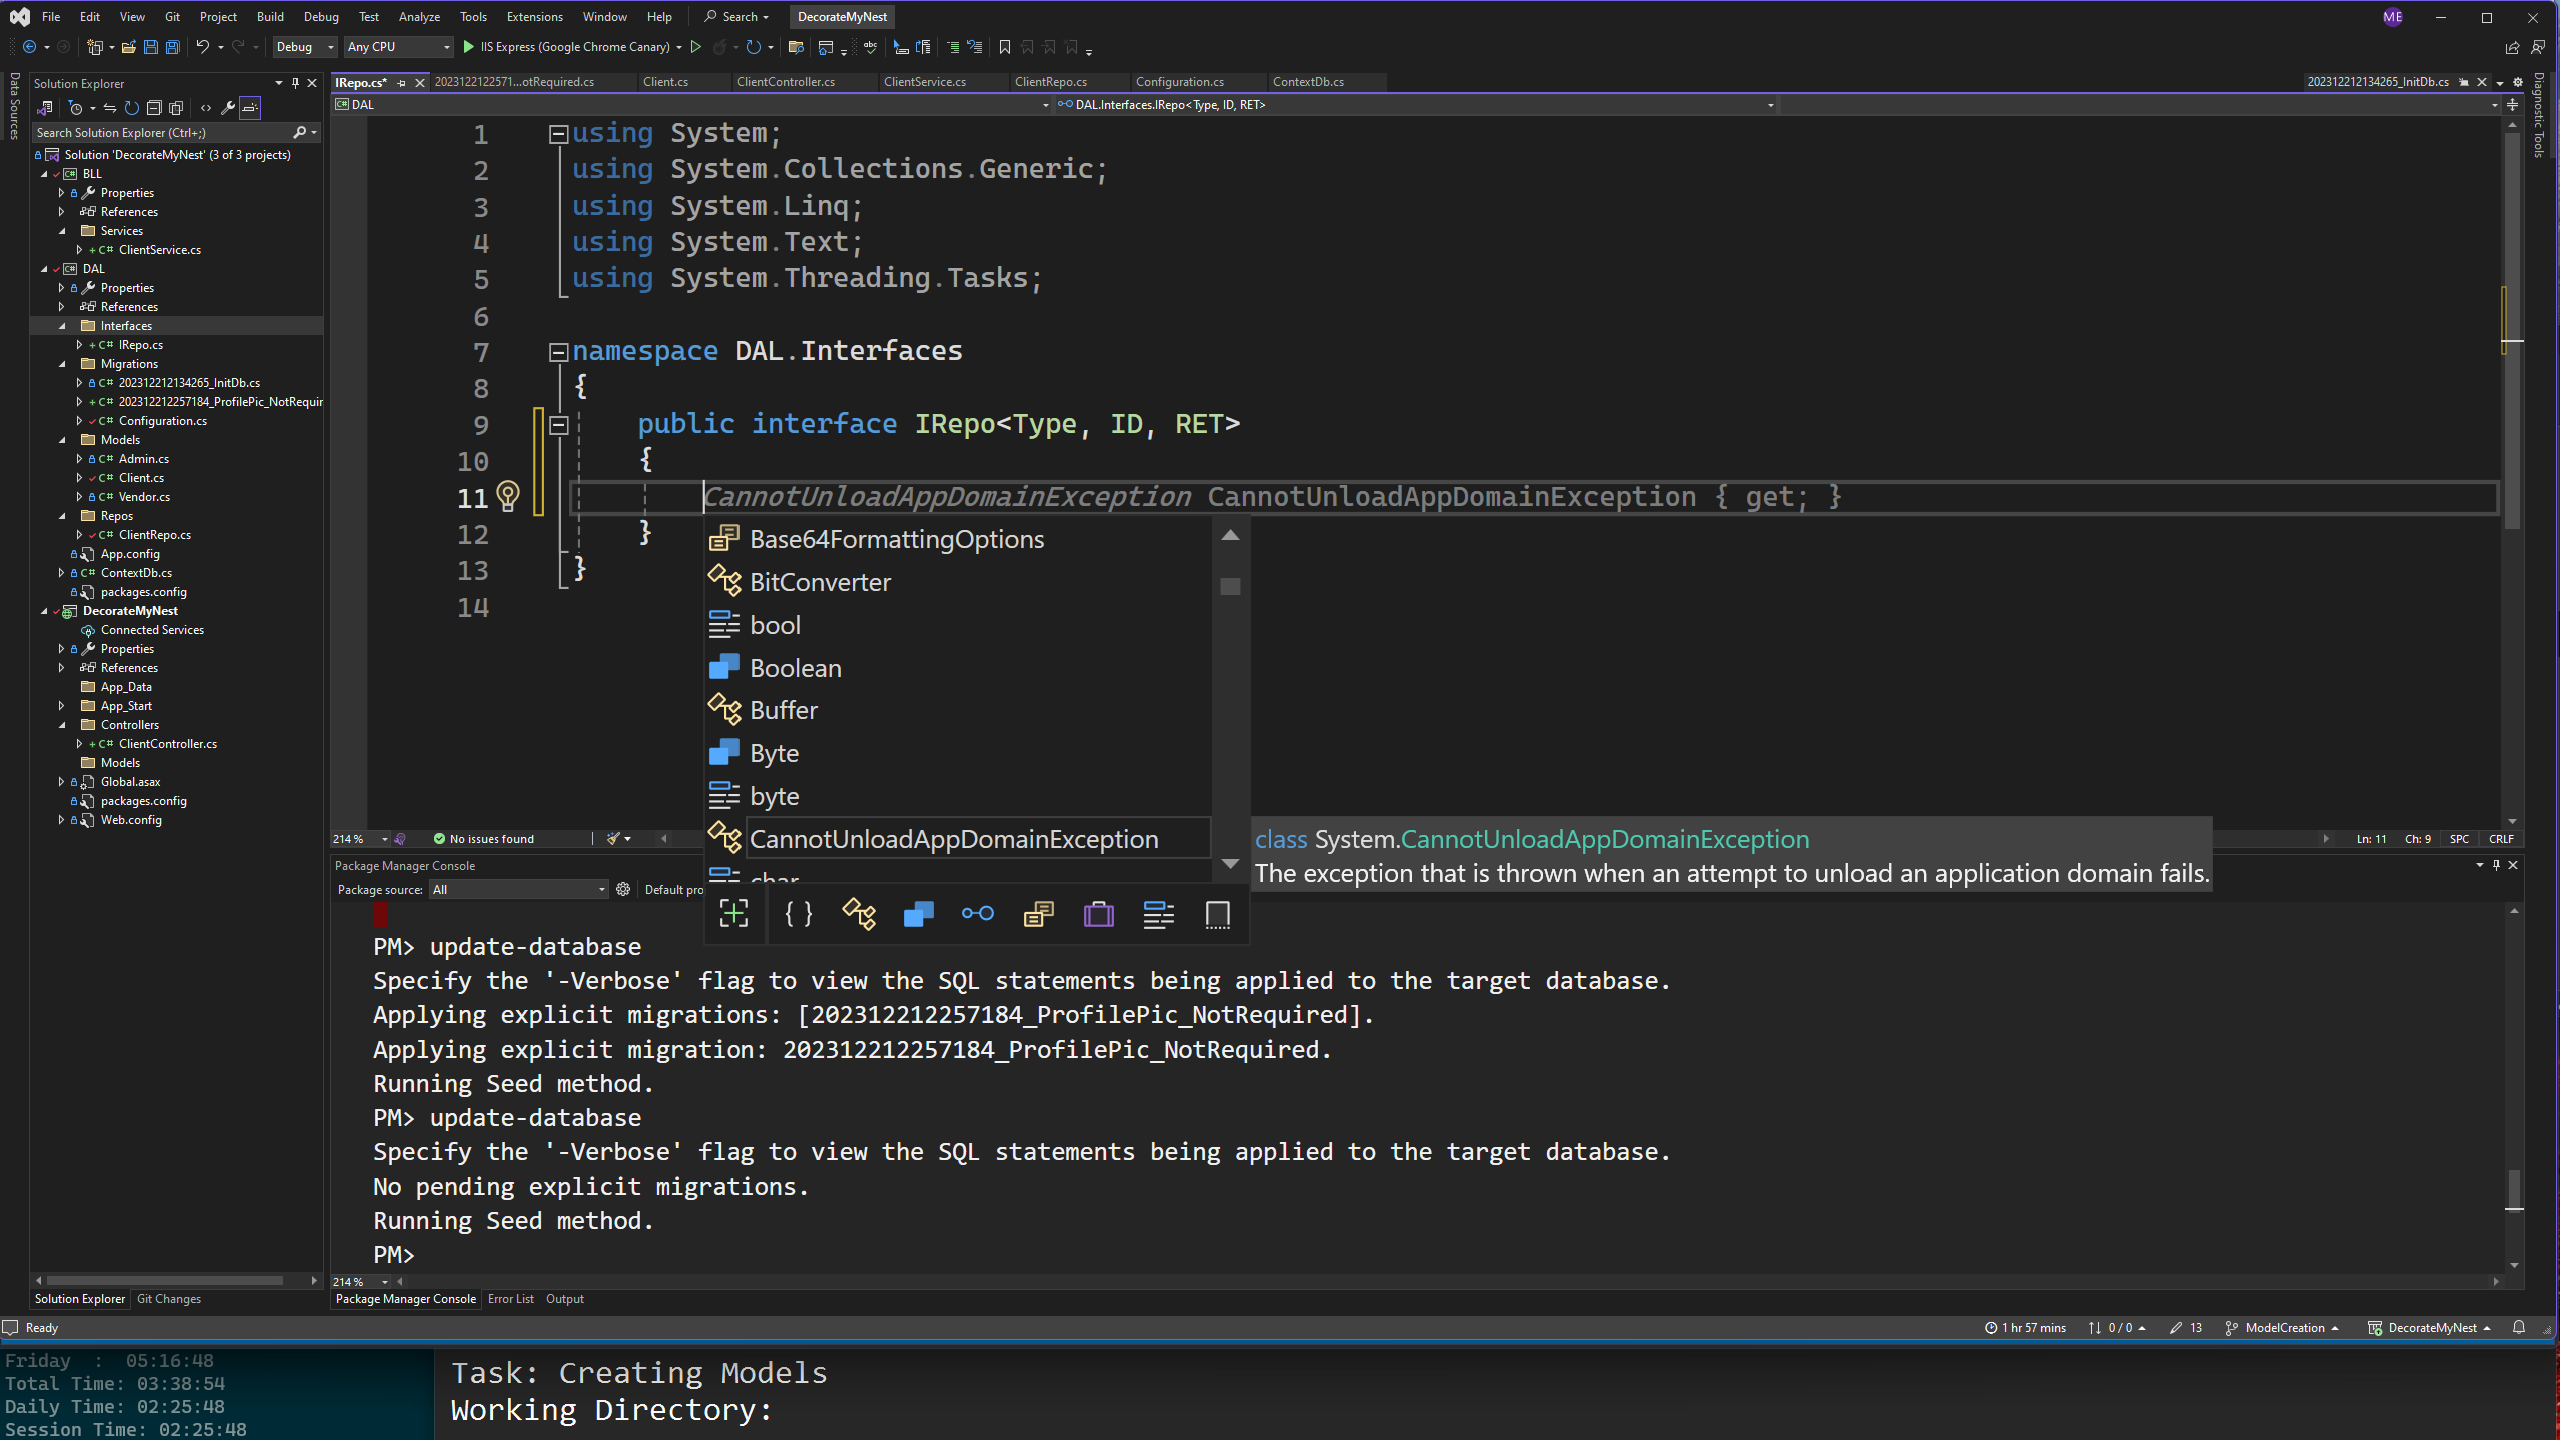 File Edit View Git Project Build Debug Test Analyze Tools Extensions Window Help Search DecorateMyNest ME
Debug Any CPU IIS Express (Google Chrome Canary)
Data Sources
Solution Explorer
Search Solution Explorer (Ctrl+;)
Solution 'DecorateMyNest' (3 of 3 projects)
BLL
Properties
References
Services
C# ClientService.cs
DAL
Properties
References
Interfaces
C# IRepo.cs
Migrations
C# 202312212134265_InitDb.cs
C# 202312212257184_ProfilePic_NotRequir
C# Configuration.cs
Models
C# Admin.cs
C# Client.cs
C# Vendor.cs
Repos
C# ClientRepo.cs
App.config
C# ContextDb.cs
packages.config
DecorateMyNest
Connected Services
Properties
References
App_Data
App_Start
Controllers
C# ClientController.cs
Models
Global.asax
packages.config
Web.config
Solution Explorer Git Changes
IRepo.cs* 2023122122571...otRequired.cs Client.cs ClientController.cs ClientService.cs ClientRepo.cs Configuration.cs ContextDb.cs 202312212134265_InitDb.cs
DAL DAL.Interfaces.IRepo<Type, ID, RET>
Diagnostic Tools
1 using System;
2 using System.Collections.Generic;
3 using System.Linq;
4 using System.Text;
5 using System.Threading.Tasks;
6
7 namespace DAL.Interfaces
8 {
9 public interface IRepo<Type, ID, RET>
10 {
11 CannotUnloadAppDomainException CannotUnloadAppDomainException { get; }
12 }
13 }
14
Base64FormattingOptions
BitConverter
bool
Boolean
Buffer
Byte
byte
CannotUnloadAppDomainException
char
class System.CannotUnloadAppDomainException
The exception that is thrown when an attempt to unload an application domain fails.
214 % No issues found Ln: 11 Ch: 9 SPC CRLF
Package Manager Console
Package source: All Default pro
PM> update-database
Specify the '-Verbose' flag to view the SQL statements being applied to the target database.
Applying explicit migrations: [202312212257184_ProfilePic_NotRequired].
Applying explicit migration: 202312212257184_ProfilePic_NotRequired.
Running Seed method.
PM> update-database
Specify the '-Verbose' flag to view the SQL statements being applied to the target database.
No pending explicit migrations.
Running Seed method.
PM>
214 %
Package Manager Console Error List Output
Ready 1 hr 57 mins 0 / 0 13 ModelCreation DecorateMyNest
Friday : 05:16:48
Total Time: 03:38:54
Daily Time: 02:25:48
Session Time: 02:25:48
Task: Creating Models
Working Directory: